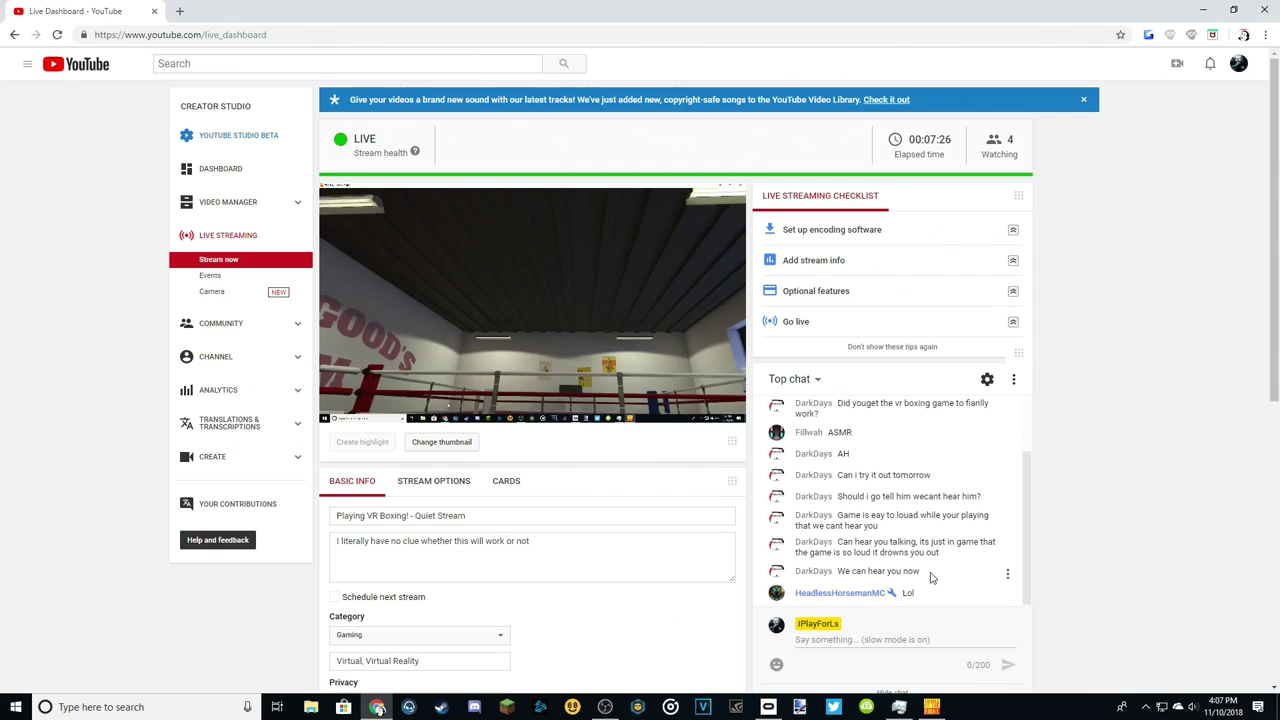 Live Dashboard - YouTube
https://www.youtube.com/live_dashboard
YouTube
Search
CREATOR STUDIO
YOUTUBE STUDIO BETA
DASHBOARD
VIDEO MANAGER
LIVE STREAMING
Stream now
Events
Camera NEW
COMMUNITY
CHANNEL
ANALYTICS
TRANSLATIONS &
TRANSCRIPTIONS
CREATE
YOUR CONTRIBUTIONS
Help and feedback
Give your videos a brand new sound with our latest tracks! We've just added new, copyright-safe songs to the YouTube Video Library. Check it out
LIVE
Stream health
00:07:26
Elapsed time
4
Watching
GOOD'S
Create highlight
Change thumbnail
BASIC INFO
STREAM OPTIONS
CARDS
Playing VR Boxing! - Quiet Stream
I literally have no clue whether this will work or not
Schedule next stream
Category
Gaming
Virtual, Virtual Reality
Privacy
LIVE STREAMING CHECKLIST
Set up encoding software
Add stream info
Optional features
Go live
Don't show these tips again
Top chat
DarkDays Did youget the vr boxing game to fianlly
work?
Fillwah ASMR
DarkDays AH
DarkDays Can i try it out tomorrow
DarkDays Should i go tell him wecant hear him?
DarkDays Game is eay to louad while your playing
that we cant hear you
DarkDays Can hear you talking, its just in game that
the game is so loud it drowns you out
DarkDays We can hear you now
HeadlessHorsemanMC Lol
IPlayForLs
Say something... (slow mode is on)
0/200
Hide chat
Type here to search
4:07 PM
11/10/2018